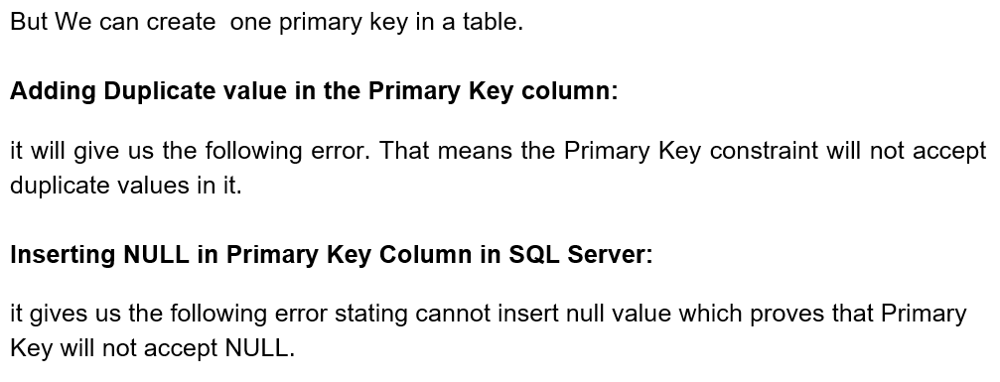 But We can create  one primary key in a table.
Adding Duplicate value in the Primary Key column:
it will give us the following error. That means the Primary Key constraint will not accept
duplicate values in it.
Inserting NULL in Primary Key Column in SQL Server:
it gives us the following error stating cannot insert null value which proves that Primary
Key will not accept NULL.